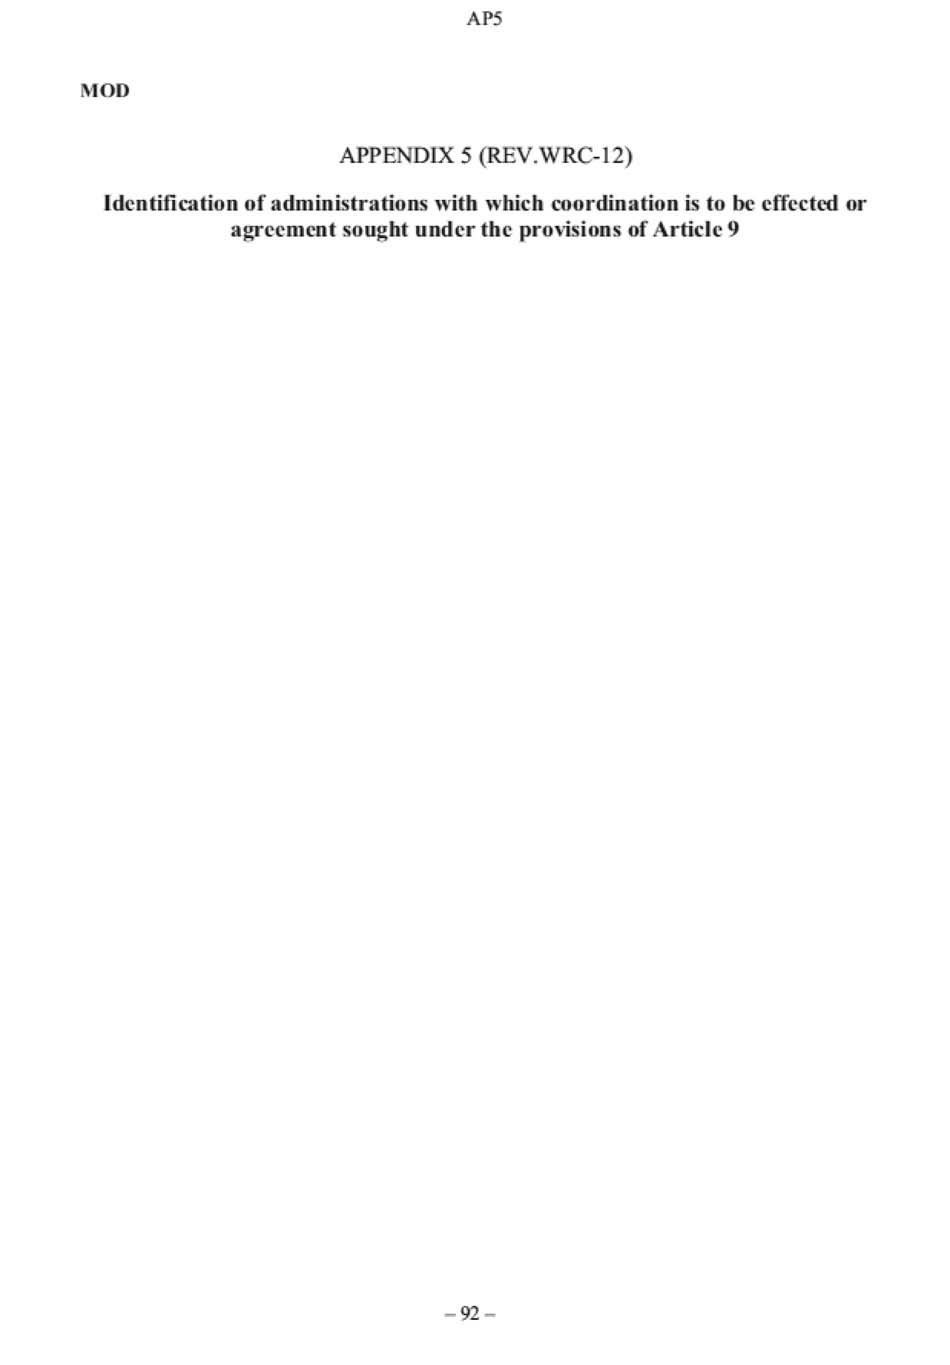 AP5
MOD
APPENDIX 5 (REV.WRC-12)
Identification of administrations with which coordination is to be effected or
agreement sought under the provisions of Article 9
– 92 –